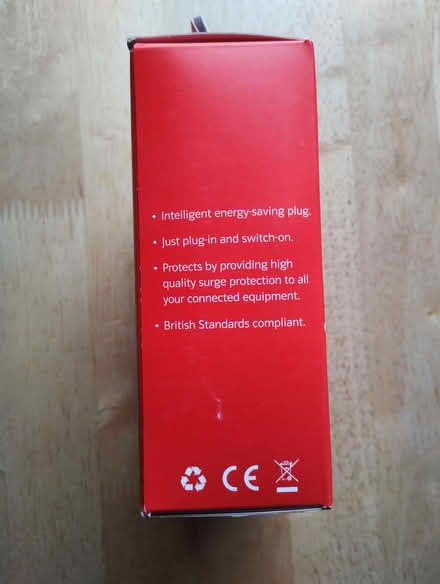 • Intelligent energy-saving plug.
• Just plug-in and switch-on.
• Protects by providing high
quality surge protection to all
your connected equipment.
• British Standards compliant.
CE